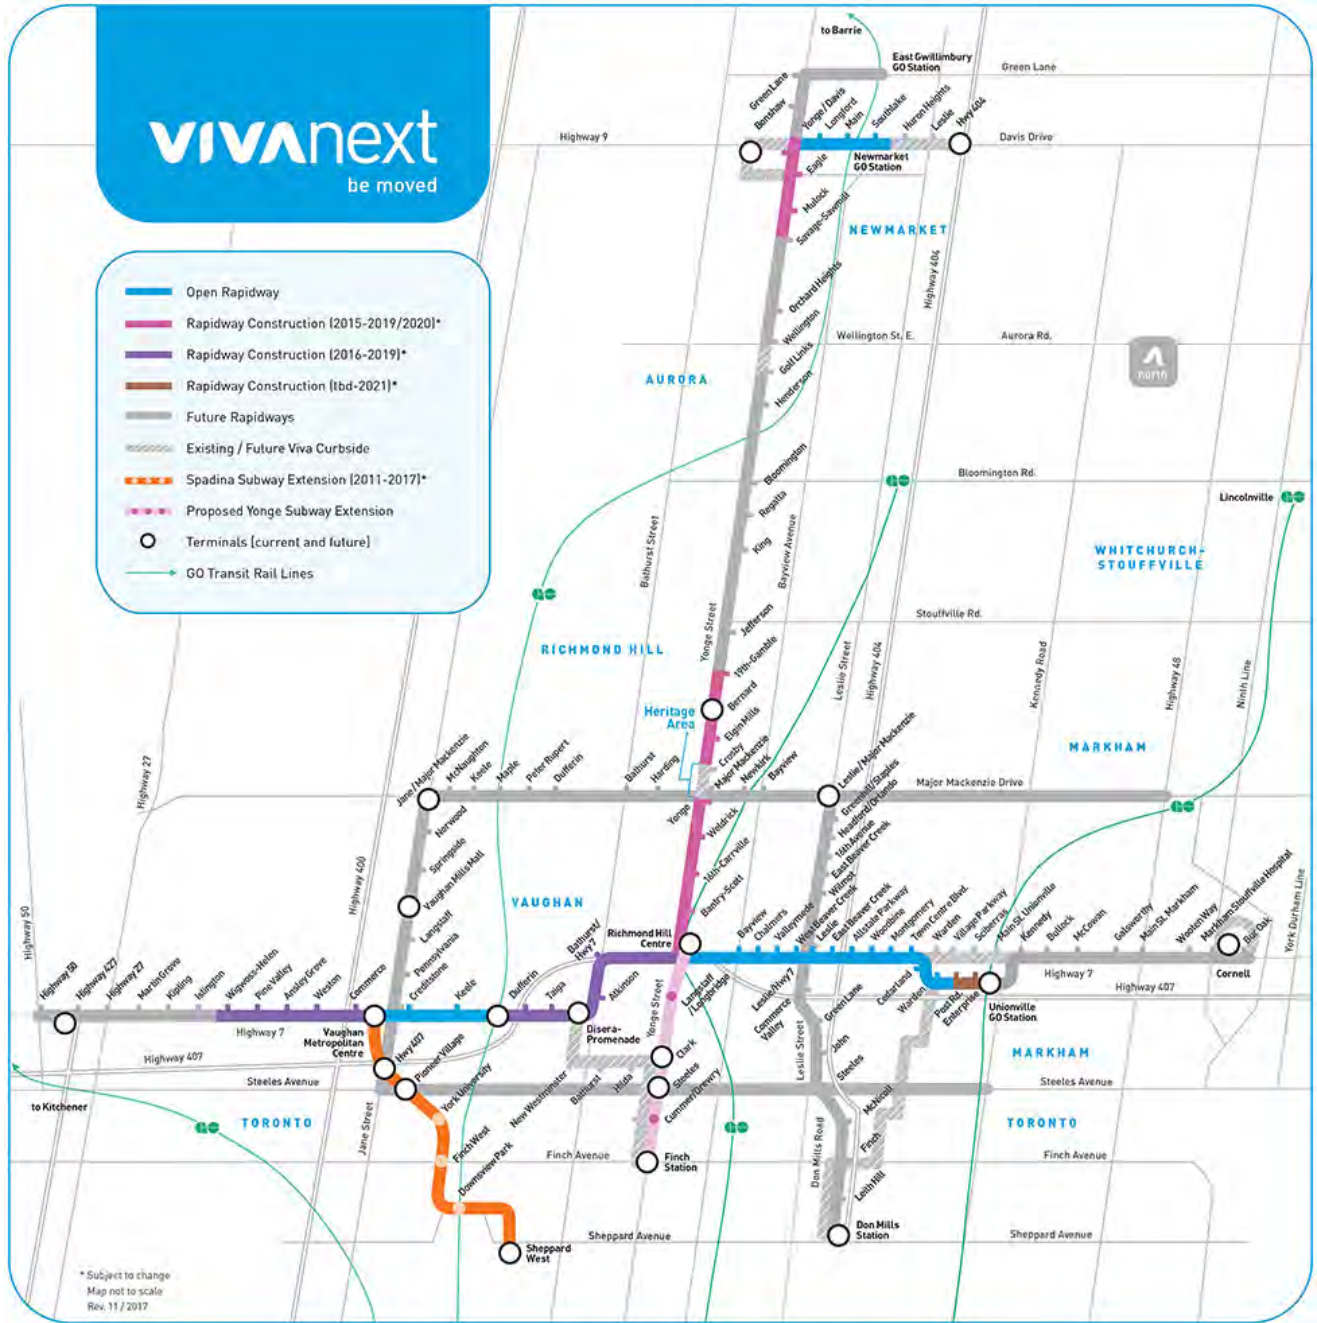 VIVAnext
be moved
Open Rapidway
Rapidway Construction (2015-2019/2020)*
Rapidway Construction (2016-2019)*
Rapidway Construction (tbd-2021)*
Future Rapidways
Existing / Future Viva Curbside
Spadina Subway Extension (2011-2017)*
Proposed Yonge Subway Extension
Terminals (current and future)
GO Transit Rail Lines
to Barrie
East Gwillimbury
GO Station
Green Lane
Green Lane
Bonshaw
Yonge/Davis
Longford
Main
Southlake
Huron Heights
Leslie
Hwy 404
Highway 9
Davis Drive
Newmarket
GO Station
Eagle
Mulock
Savage-Sawmill
NEWMARKET
Highway 404
Orchard Heights
Wellington
Wellington St. E.
Aurora Rd.
Golf Links
Henderson
AURORA
north
Bloomington
Bloomington Rd.
Regatta
King
Lincolnville
Bathurst Street
Bayview Avenue
WHITCHURCH-
STOUFFVILLE
Jefferson
Stouffville Rd.
Yonge Street
19th-Gamble
RICHMOND HILL
Leslie Street
Highway 404
Kennedy Road
Highway 48
Ninth Line
Bernard
Heritage
Area
Elgin Mills
Crosby
Major Mackenzie
Newkirk
Bayview
MARKHAM
Highway 27
Jane/Major Mackenzie
McNaughton
Keele
Maple
Peter Rupert
Dufferin
Bathurst
Harding
Yonge
Leslie/Major Mackenzie
Major Mackenzie Drive
Greenhill/Staples
Headford/Orlando
16th Avenue
East Beaver Creek
Wilmot
West Beaver Creek
Norwood
Springside
Vaughan Mills Mall
Langstaff
Pennsylvania
Weldrick
16th-Carrville
Bantry-Scott
Highway 400
VAUGHAN
Richmond Hill
Centre
Bathurst/
Hwy 7
Bayview
Chalmers
Valleymede
Leslie
East Beaver Creek
Allstate Parkway
Woodbine
Montgomery
Town Centre Blvd.
Warden
Village Parkway
Sciberras
Main St. Unionville
Kennedy
Bullock
McCowan
Galsworthy
Main St. Markham
Wootten Way
Markham Stouffville Hospital
Bur Oak
York Durham Line
Cornell
Highway 50
Highway 50
Highway 427
Highway 27
Martin Grove
Kipling
Islington
Wigwoss-Helen
Pine Valley
Ansley Grove
Weston
Commerce
Creditstone
Keele
Dufferin
Taiga
Atkinson
Langstaff
/Longbridge
Leslie/Hwy 7
Commerce
Valley
Cedarland
Warden
Post Rd.
Enterprise
Unionville
GO Station
Highway 7
Highway 407
Highway 7
Vaughan
Metropolitan
Centre
Disera-
Promenade
Yonge Street
Green Lane
John
Steeles
Leslie Street
MARKHAM
Highway 407
Hwy 407
Pioneer Village
York University
Clark
Steeles
Steeles Avenue
Steeles Avenue
New Westminster
Bathurst
Hilda
Cummer/Drewry
McNicoll
to Kitchener
TORONTO
TORONTO
Jane Street
Finch West
Downsview Park
Finch Avenue
Finch
Station
Don Mills Road
Finch
Finch Avenue
Leith Hill
Don Mills
Station
Sheppard Avenue
Sheppard Avenue
Sheppard
West
* Subject to change
Map not to scale
Rev. 11 / 2017